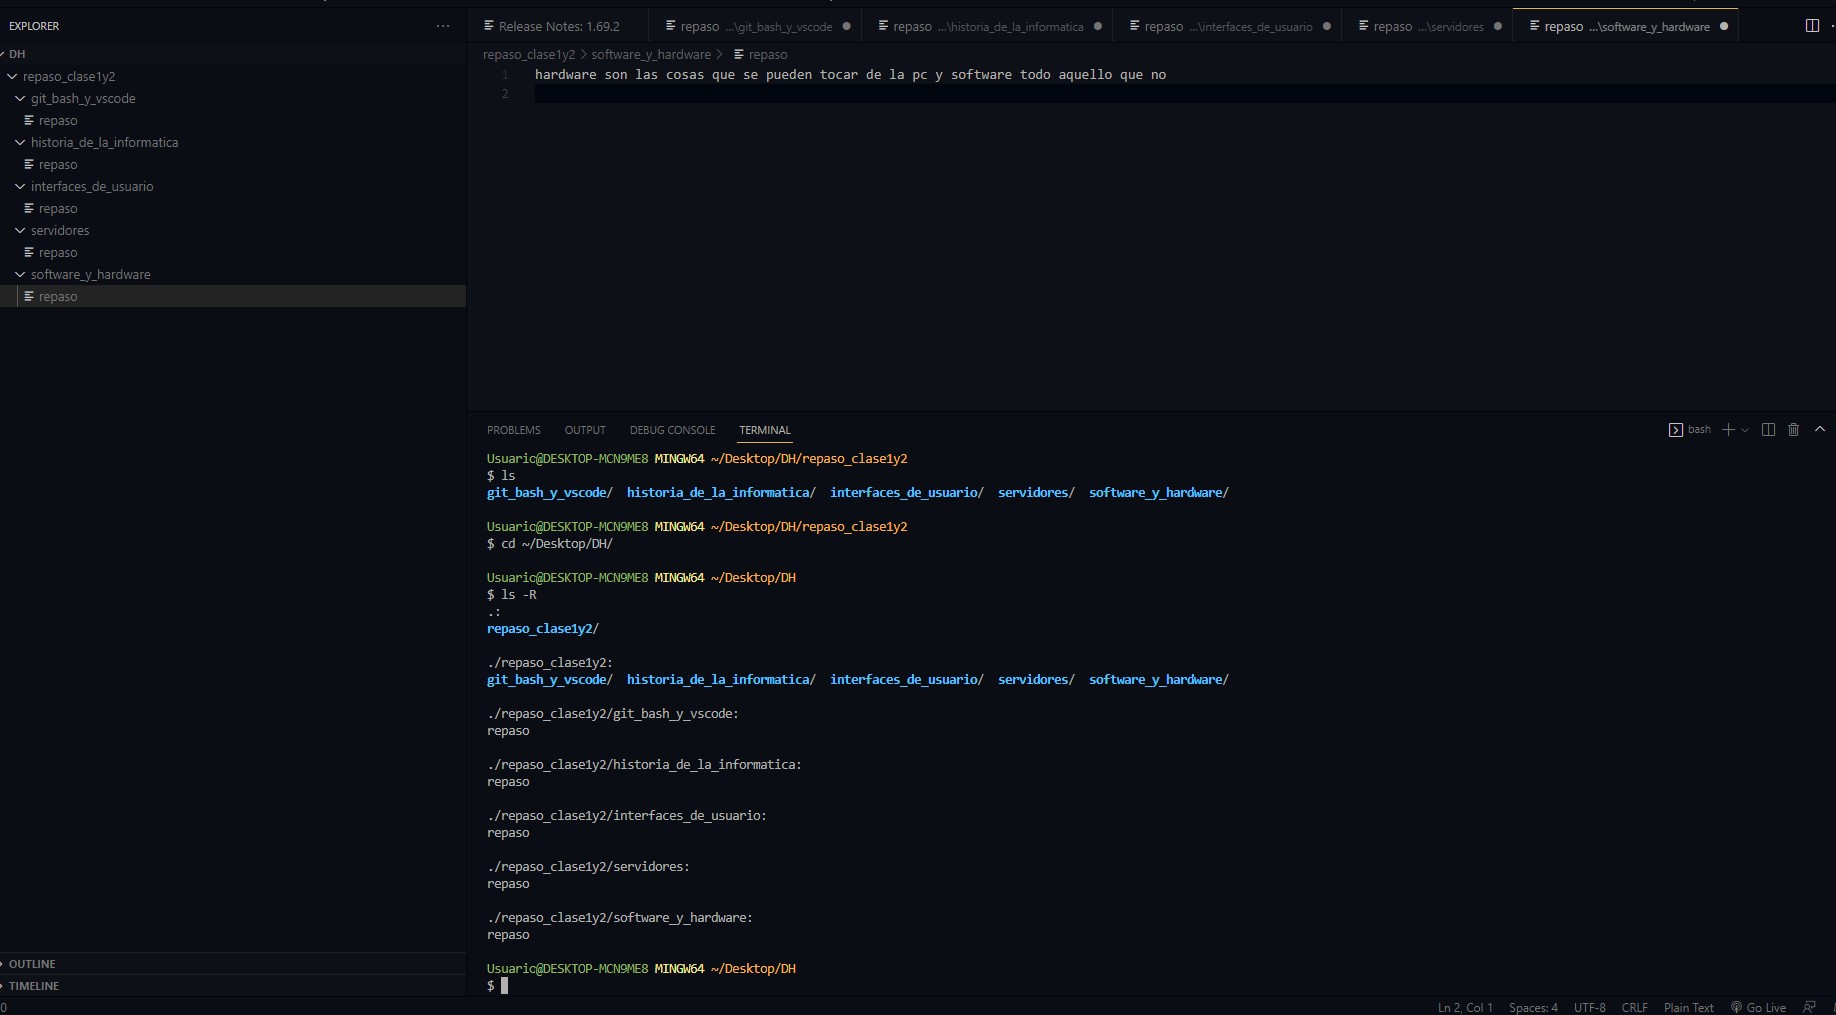 EXPLORER
DH
repaso_clase1y2
git_bash_y_vscode
repaso
historia_de_la_informatica
repaso
interfaces_de_usuario
repaso
servidores
repaso
software_y_hardware
repaso
OUTLINE
TIMELINE
Release Notes: 1.69.2 repaso ...\git_bash_y_vscode repaso ...\historia_de_la_informatica repaso ...\interfaces_de_usuario repaso ...\servidores repaso ...\software_y_hardware
repaso_clase1y2 > software_y_hardware > repaso
1 hardware son las cosas que se pueden tocar de la pc y software todo aquello que no
2
PROBLEMS OUTPUT DEBUG CONSOLE TERMINAL bash
Usuario@DESKTOP-MCN9ME8 MINGW64 ~/Desktop/DH/repaso_clase1y2
$ ls
git_bash_y_vscode/ historia_de_la_informatica/ interfaces_de_usuario/ servidores/ software_y_hardware/
Usuario@DESKTOP-MCN9ME8 MINGW64 ~/Desktop/DH/repaso_clase1y2
$ cd ~/Desktop/DH/
Usuario@DESKTOP-MCN9ME8 MINGW64 ~/Desktop/DH
$ ls -R
.:
repaso_clase1y2/
./repaso_clase1y2:
git_bash_y_vscode/ historia_de_la_informatica/ interfaces_de_usuario/ servidores/ software_y_hardware/
./repaso_clase1y2/git_bash_y_vscode:
repaso
./repaso_clase1y2/historia_de_la_informatica:
repaso
./repaso_clase1y2/interfaces_de_usuario:
repaso
./repaso_clase1y2/servidores:
repaso
./repaso_clase1y2/software_y_hardware:
repaso
Usuario@DESKTOP-MCN9ME8 MINGW64 ~/Desktop/DH
$
0 Ln 2, Col 1 Spaces: 4 UTF-8 CRLF Plain Text Go Live